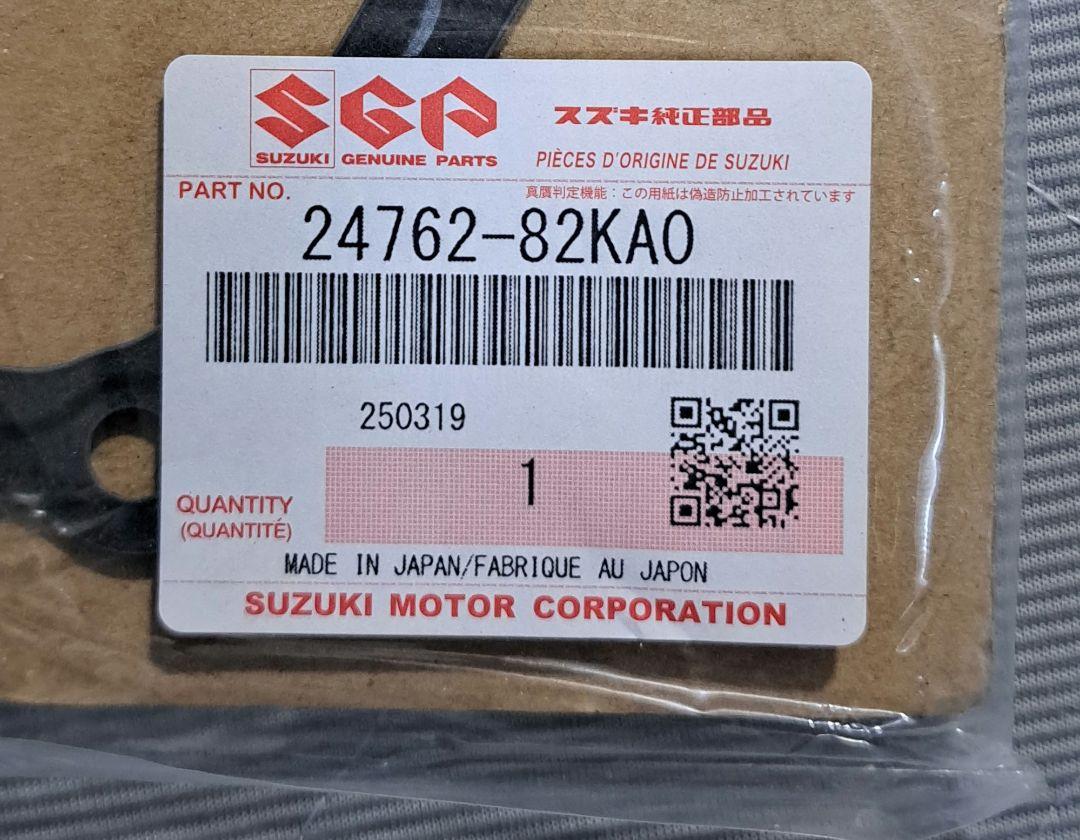 SGP
スズキ純正部品
SUZUKI GENUINE PARTS
PIÈCES D'ORIGINE DE SUZUKI
PART NO.
真贋判定機能：この用紙は偽造防止加工されています
24762-82KA0
250319
1
QUANTITY
(QUANTITÉ)
MADE IN JAPAN/FABRIQUE AU JAPON
SUZUKI MOTOR CORPORATION